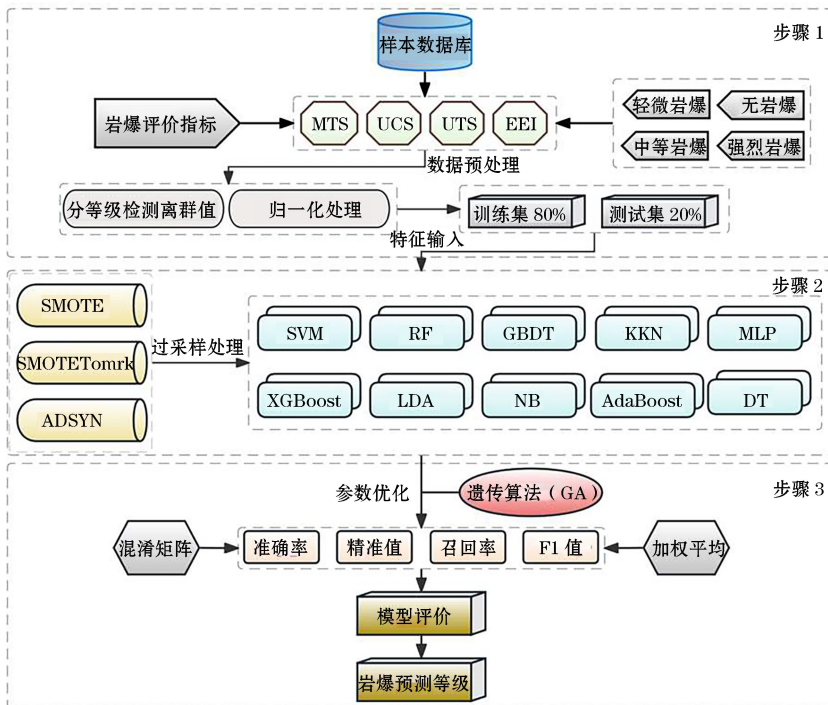 样本数据库
步骤 1
岩爆评价指标
MTS
UCS
UTS
EEI
轻微岩爆
无岩爆
中等岩爆
强烈岩爆
数据预处理
分等级检测离群值
归一化处理
训练集 80%
测试集 20%
特征输入
步骤 2
SMOTE
SMOTETomrk
ADSYN
过采样处理
SVM
RF
GBDT
KKN
MLP
XGBoost
LDA
NB
AdaBoost
DT
步骤 3
参数优化
遗传算法（GA）
混淆矩阵
准确率
精准值
召回率
F1 值
加权平均
模型评价
岩爆预测等级